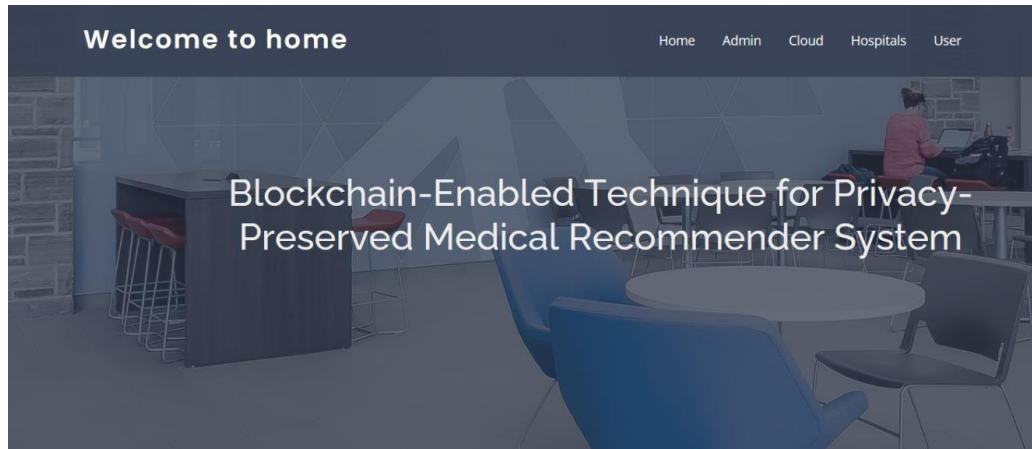 Welcome to home
Home Admin Cloud Hospitals User
Blockchain-Enabled Technique for Privacy-
Preserved Medical Recommender System